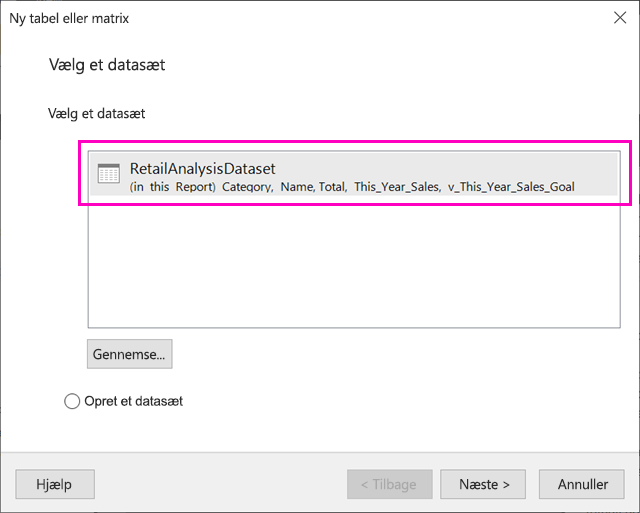 Ny tabel eller matrix
Vælg et datasæt
Vælg et datasæt
RetailAnalysisDataset
(in this Report) Category, Name, Total, This_Year_Sales, v_This_Year_Sales_Goal
Gennemse...
Opret et datasæt
Hjælp
< Tilbage
Næste >
Annuller